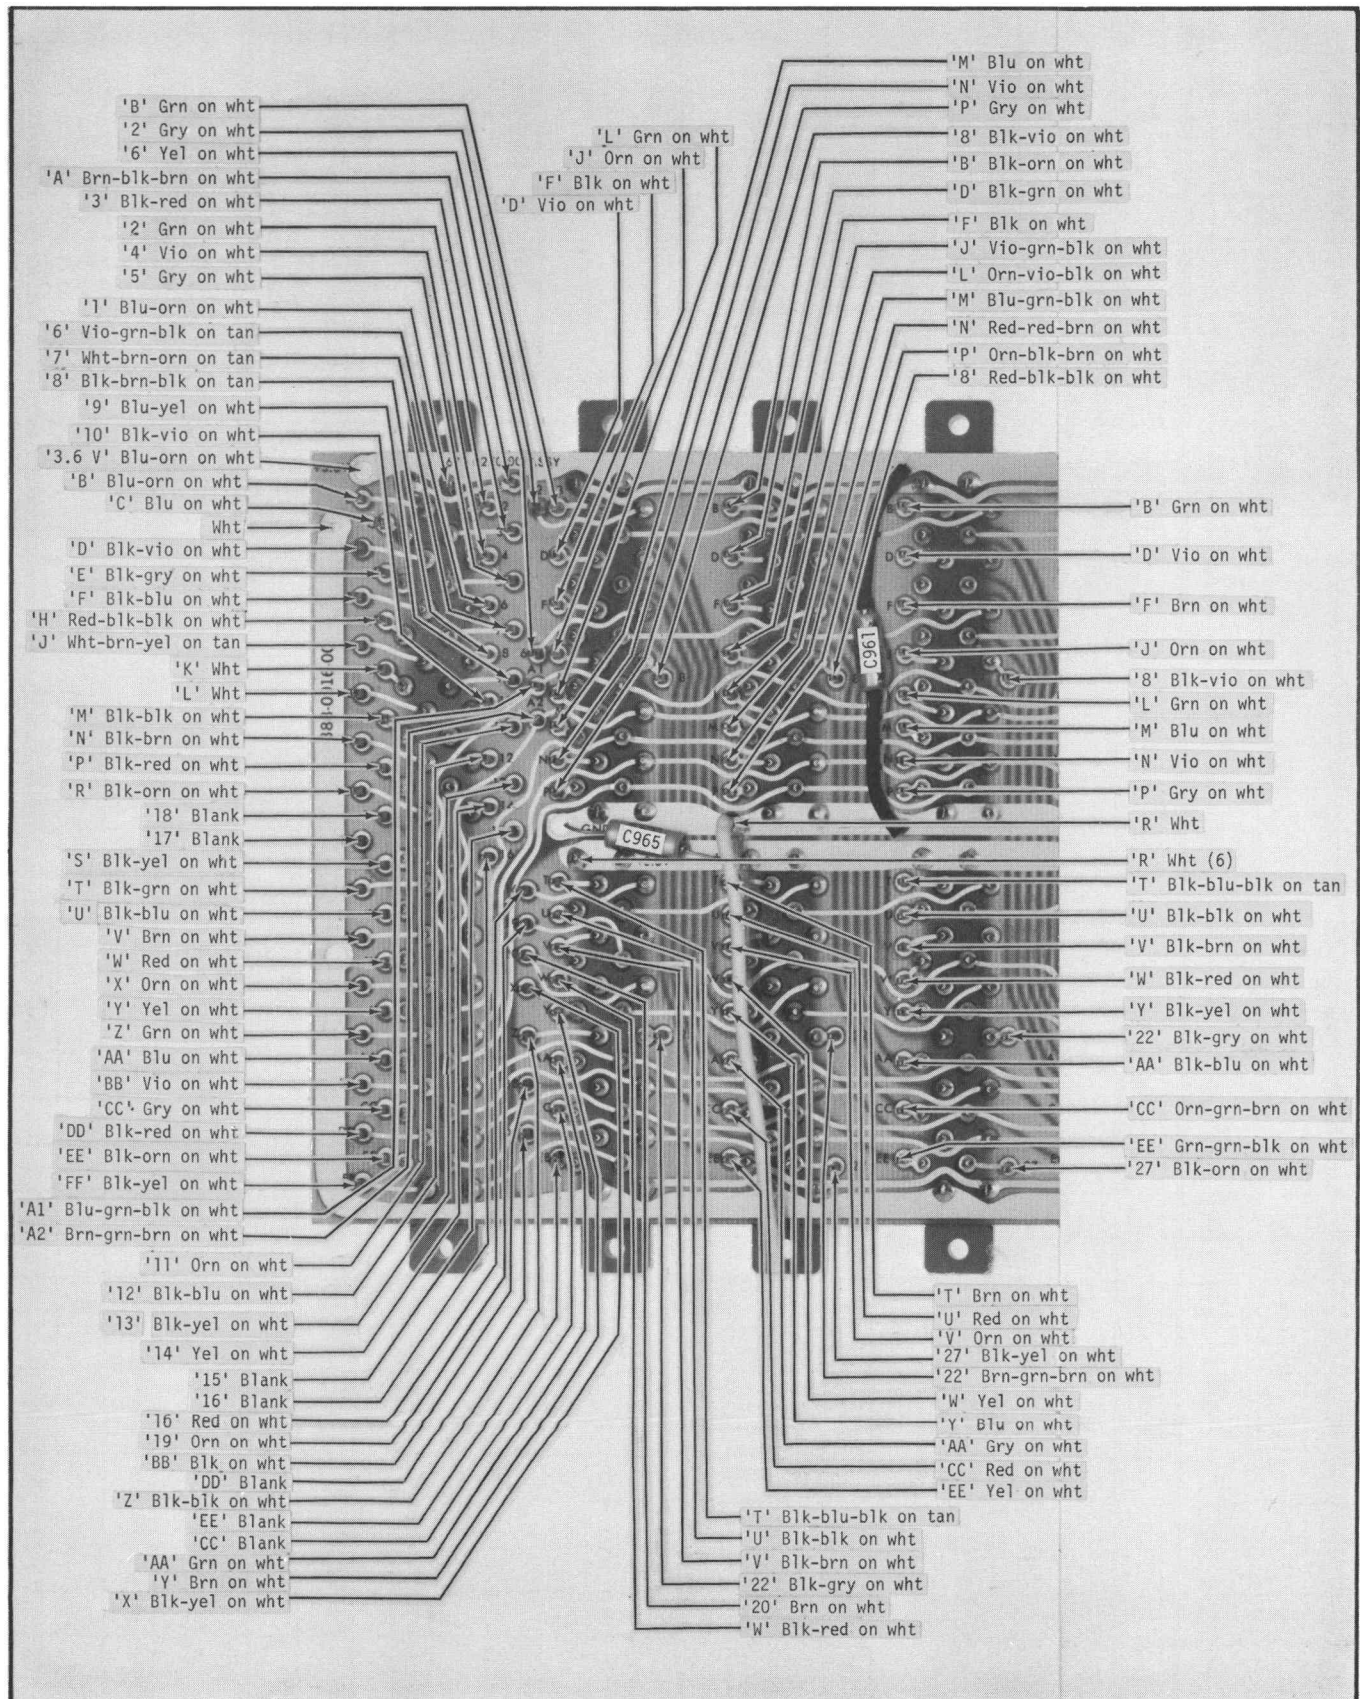 'B' Grn on wht
'2' Gry on wht
'6' Yel on wht
'A' Brn-blk-brn on wht
'3' Blk-red on wht
'2' Grn on wht
'4' Vio on wht
'5' Gry on wht
'1' Blu-orn on wht
'6' Vio-grn-blk on tan
'7' Wht-brn-orn on tan
'8' Blk-brn-blk on tan
'9' Blu-yel on wht
'10' Blk-vio on wht
'3.6 V' Blu-orn on wht
'B' Blu-orn on wht
'C' Blu on wht
Wht
'D' Blk-vio on wht
'E' Blk-gry on wht
'F' Blk-blu on wht
'H' Red-blk-blk on wht
'J' Wht-brn-yel on tan
'K' Wht
'L' Wht
'M' Blk-blk on wht
'N' Blk-brn on wht
'P' Blk-red on wht
'R' Blk-orn on wht
'18' Blank
'17' Blank
'S' Blk-yel on wht
'T' Blk-grn on wht
'U' Blk-blu on wht
'V' Brn on wht
'W' Red on wht
'X' Orn on wht
'Y' Yel on wht
'Z' Grn on wht
'AA' Blu on wht
'BB' Vio on wht
'CC' Gry on wht
'DD' Blk-red on wht
'EE' Blk-orn on wht
'FF' Blk-yel on wht
'A1' Blu-grn-blk on wht
'A2' Brn-grn-brn on wht
'11' Orn on wht
'12' Blk-blu on wht
'13' Blk-yel on wht
'14' Yel on wht
'15' Blank
'16' Blank
'16' Red on wht
'19' Orn on wht
'BB' Blk on wht
'DD' Blank
'Z' Blk-blk on wht
'EE' Blank
'CC' Blank
'AA' Grn on wht
'Y' Brn on wht
'X' Blk-yel on wht
'L' Grn on wht
'J' Orn on wht
'F' Blk on wht
'D' Vio on wht
'M' Blu on wht
'N' Vio on wht
'P' Gry on wht
'8' Blk-vio on wht
'B' Blk-orn on wht
'D' Blk-grn on wht
'F' Blk on wht
'J' Vio-grn-blk on wht
'L' Orn-vio-blk on wht
'M' Blu-grn-blk on wht
'N' Red-red-brn on wht
'P' Orn-blk-brn on wht
'8' Red-blk-blk on wht
C961
C965
'B' Grn on wht
'D' Vio on wht
'F' Brn on wht
'J' Orn on wht
'8' Blk-vio on wht
'L' Grn on wht
'M' Blu on wht
'N' Vio on wht
'P' Gry on wht
'R' Wht
'R' Wht (6)
'T' Blk-blu-blk on tan
'U' Blk-blk on wht
'V' Blk-brn on wht
'W' Blk-red on wht
'Y' Blk-yel on wht
'22' Blk-gry on wht
'AA' Blk-blu on wht
'CC' Orn-grn-brn on wht
'EE' Grn-grn-blk on wht
'27' Blk-orn on wht
'T' Brn on wht
'U' Red on wht
'V' Orn on wht
'27' Blk-yel on wht
'22' Brn-grn-brn on wht
'W' Yel on wht
'Y' Blu on wht
'AA' Gry on wht
'CC' Red on wht
'EE' Yel on wht
'T' Blk-blu-blk on tan
'U' Blk-blk on wht
'V' Blk-brn on wht
'22' Blk-gry on wht
'20' Brn on wht
'W' Blk-red on wht